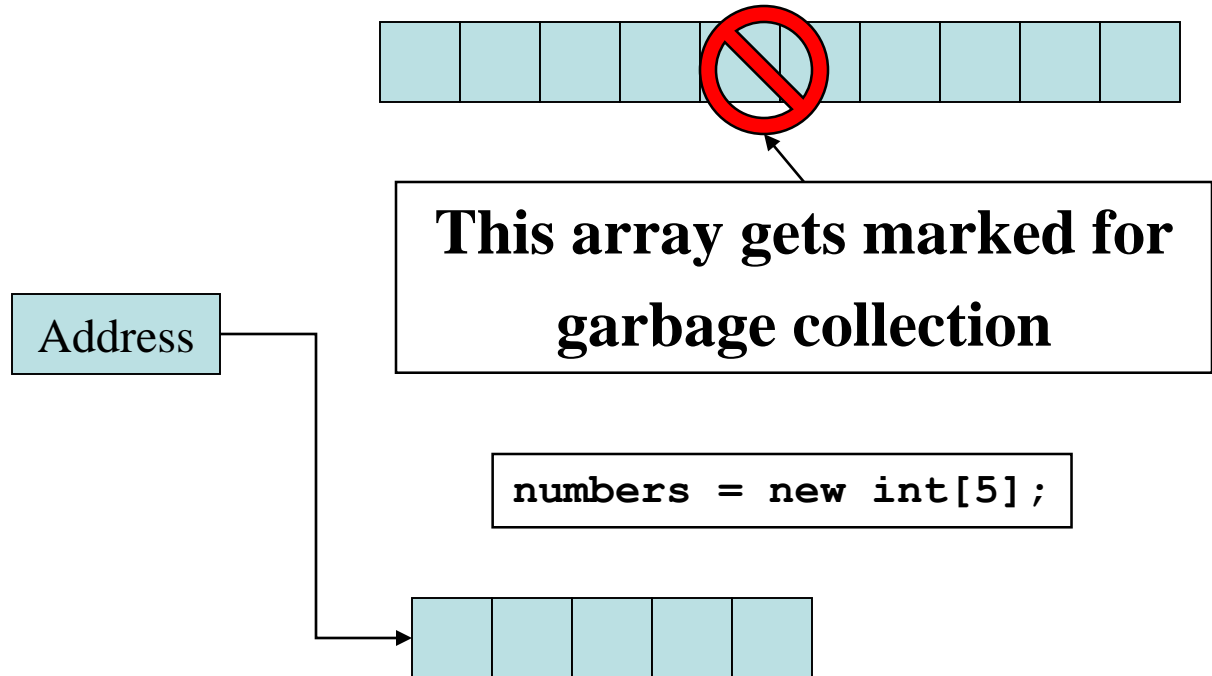 This array gets marked for
garbage collection
Address
numbers = new int[5];